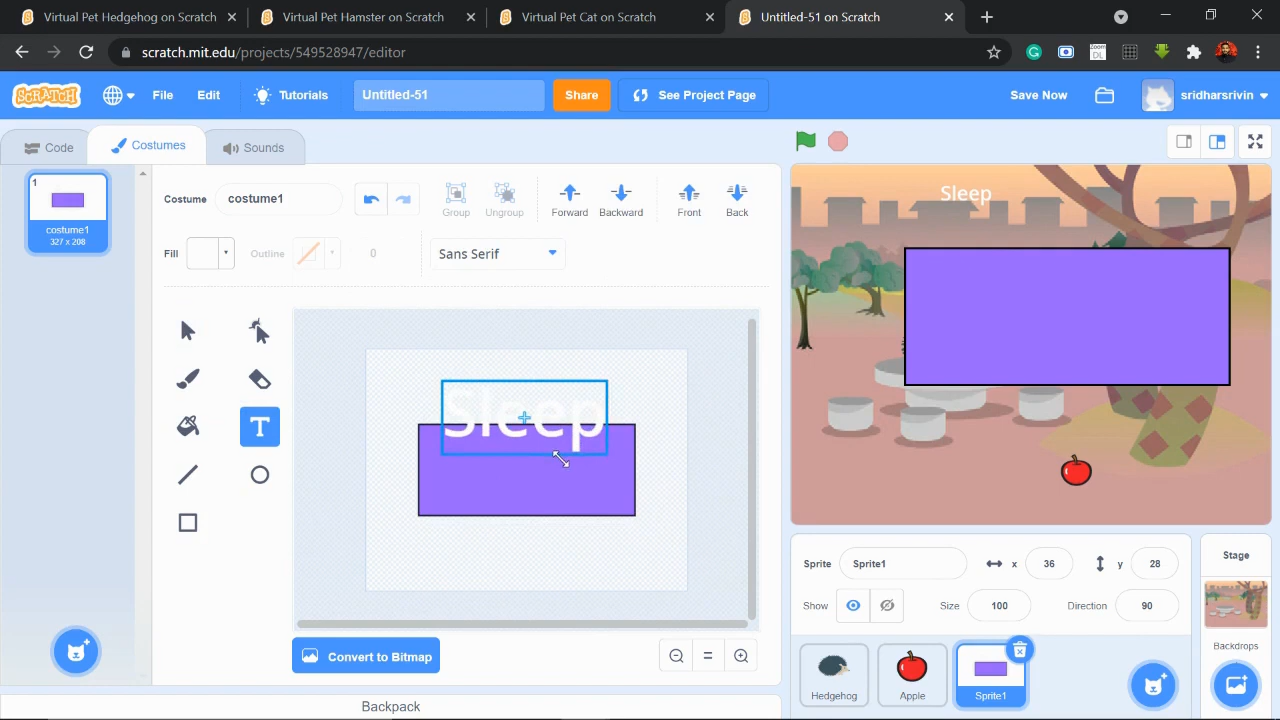 Virtual Pet Hedgehog on Scratch
Virtual Pet Hamster on Scratch
Virtual Pet Cat on Scratch
Untitled-51 on Scratch
scratch.mit.edu/projects/549528947/editor
Zoom DL
SCRATCH
File
Edit
Tutorials
Untitled-51
Share
See Project Page
Save Now
sridharsrivin
Code
Costumes
Sounds
1
costume1
327 x 208
Costume
costume1
Group
Ungroup
Forward
Backward
Front
Back
Fill
Outline
0
Sans Serif
T
Sleep
Convert to Bitmap
Backpack
Sleep
Sprite
Sprite1
x
36
y
28
Show
Size
100
Direction
90
Hedgehog
Apple
Sprite1
Stage
Backdrops